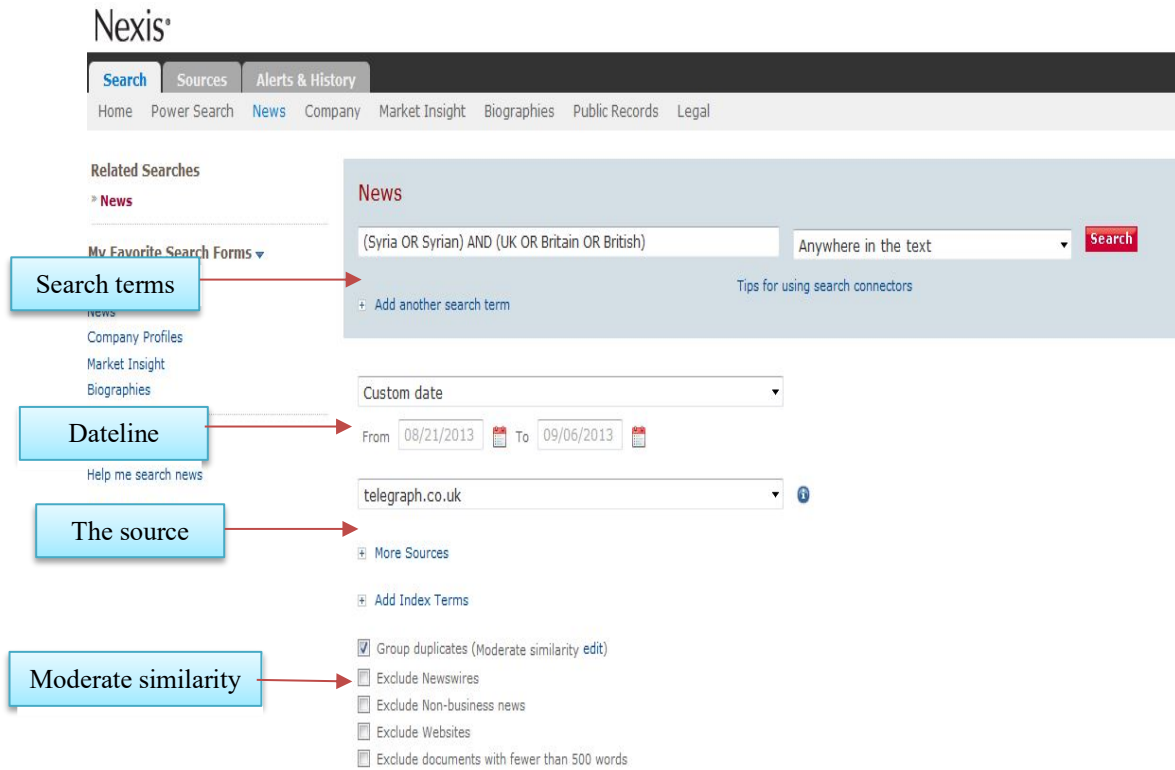 Nexis®
Search Sources Alerts & History
Home Power Search News Company Market Insight Biographies Public Records Legal
Related Searches
» News
My Favorite Search Forms
News
Company Profiles
Market Insight
Biographies
Help me search news
News
(Syria OR Syrian) AND (UK OR Britain OR British)
Anywhere in the text
Search
Tips for using search connectors
Add another search term
Search terms
Custom date
From 08/21/2013 To 09/06/2013
Dateline
telegraph.co.uk
The source
More Sources
Add Index Terms
Group duplicates (Moderate similarity edit)
Exclude Newswires
Moderate similarity
Exclude Non-business news
Exclude Websites
Exclude documents with fewer than 500 words